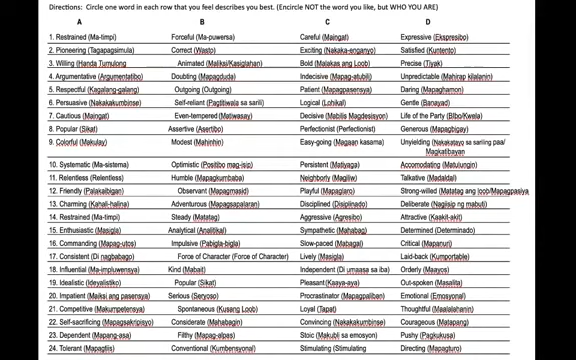 Directions: Circle one word in each row that you feel describes you best. (Encircle NOT the word you like, but WHO YOU ARE)
A B C D
1. Restrained (Ma-timpi) Forceful (Ma-puwersa) Careful (Maingat) Expressive (Ekspresibo)
2. Pioneering (Tagapagsimula) Correct (Wasto) Exciting (Nakaka-enganyo) Satisfied (Kuntento)
3. Willing (Handa Tumulong Animated (Maliksi/Kasiglahan) Bold (Malakas ang Loob) Precise (Tiyak)
4. Argumentative (Argumentatibo) Doubting (Mapagduda) Indecisive (Mapag-atubili) Unpredictable (Mahirap kilalanin)
5. Respectful (Kagalang-galang) Outgoing (Outgoing) Patient (Mapagpasensya) Daring (Mapaghamon)
6. Persuasive (Nakakakumbinse) Self-reliant (Pagtitiwala sa sarili) Logical (Lohikal) Gentle (Banayad)
7. Cautious (Maingat) Even-tempered (Matiwasay) Decisive (Mabilis Magdesisyon) Life of the Party (Bibo/Kwela)
8. Popular (Sikat) Assertive (Asertibo) Perfectionist (Perfectionist) Generous (Mapagbigay)
9. Colorful (Makulay) Modest (Mahinhin) Easy-going (Magaan kasama) Unyielding (Nakakatayo sa sariling paa/
Magkatibayan
10. Systematic (Ma-sistema) Optimistic (Positibo mag-isip) Persistent (Matiyaga) Accomodating (Matulungin)
11. Relentless (Relentless) Humble (Mapagkumbaba) Neighborly (Magiliw) Talkative (Madaldal)
12. Friendly (Palakaibigan) Observant (Mapagmasid) Playful (Mapaglaro) Strong-willed (Matatag ang loob/Mapagpasiya
13. Charming (Kahali-halina) Adventurous (Mapagsapalaran) Disciplined (Disiplinado) Deliberate (Nagiisip ng mabuti)
14. Restrained (Ma-timpi) Steady (Matatag) Aggressive (Agresibo) Attractive (Kaakit-akit)
15. Enthusiastic (Masigla) Analytical (Analitikal) Sympathetic (Mahabag) Determined (Determinado)
16. Commanding (Mapag-utos) Impulsive (Pabigla-bigla) Slow-paced (Mabagal) Critical (Mapanuri)
17. Consistent (Di nagbabago) Force of Character (Force of Character) Lively (Masigla) Laid-back (Kumportable)
18. Influential (Ma-impluwensya) Kind (Mabait) Independent (Di umaasa sa iba) Orderly (Maayos)
19. Idealistic (Ideyalistiko) Popular (Sikat) Pleasant (Kaaya-aya) Out-spoken (Masalita)
20. Impatient (Maiksi ang pasensya) Serious (Seryoso) Procrastinator (Mapagpaliban) Emotional (Emosyonal)
21. Competitive (Makumpetensya) Spontaneous (Kusang Loob) Loyal (Tapat) Thoughtful (Maalalahanin)
22. Self-sacrificing (Mapagsakripisyo) Considerate (Mahabagin) Convincing (Nakakakumbinse) Courageous (Matapang)
23. Dependent (Mapang-asa) Filthy (Mapag-alpas) Stoic (Makubli sa emosyon) Pushy (Pagkukusa)
24. Tolerant (Mapagtiis) Conventional (Kumbensyonal) Stimulating (Stimulating Directing (Mapagturo)